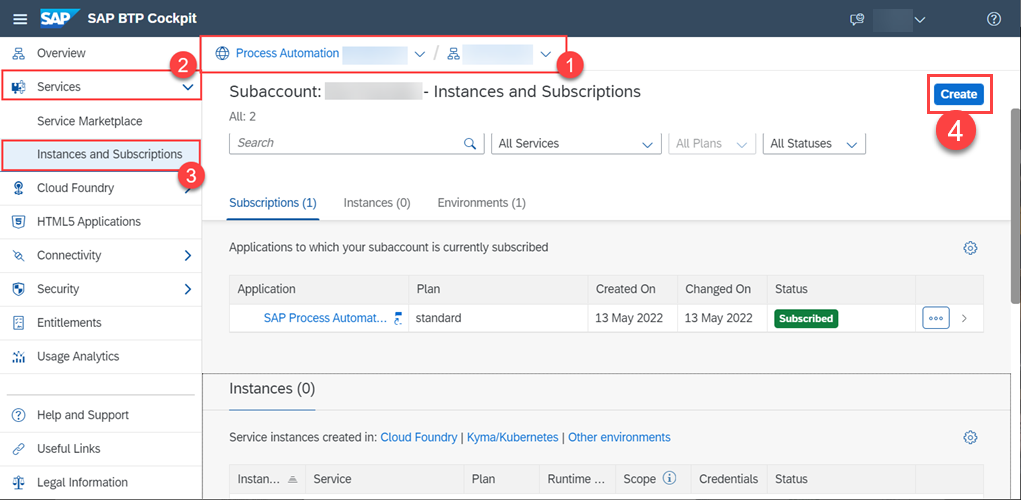 SAP SAP BTP Cockpit
Overview
Services
Service Marketplace
Instances and Subscriptions
Cloud Foundry
HTML5 Applications
Connectivity
Security
Entitlements
Usage Analytics
Help and Support
Useful Links
Legal Information
2
3
Process Automation /
1
Subaccount: - Instances and Subscriptions
Create
4
All: 2
Search All Services All Plans All Statuses
Subscriptions (1) Instances (0) Environments (1)
Applications to which your subaccount is currently subscribed
Application Plan Created On Changed On Status
SAP Process Automat... standard 13 May 2022 13 May 2022 Subscribed
Instances (0)
Service instances created in: Cloud Foundry | Kyma/Kubernetes | Other environments
Instan... Service Plan Runtime ... Scope Credentials Status